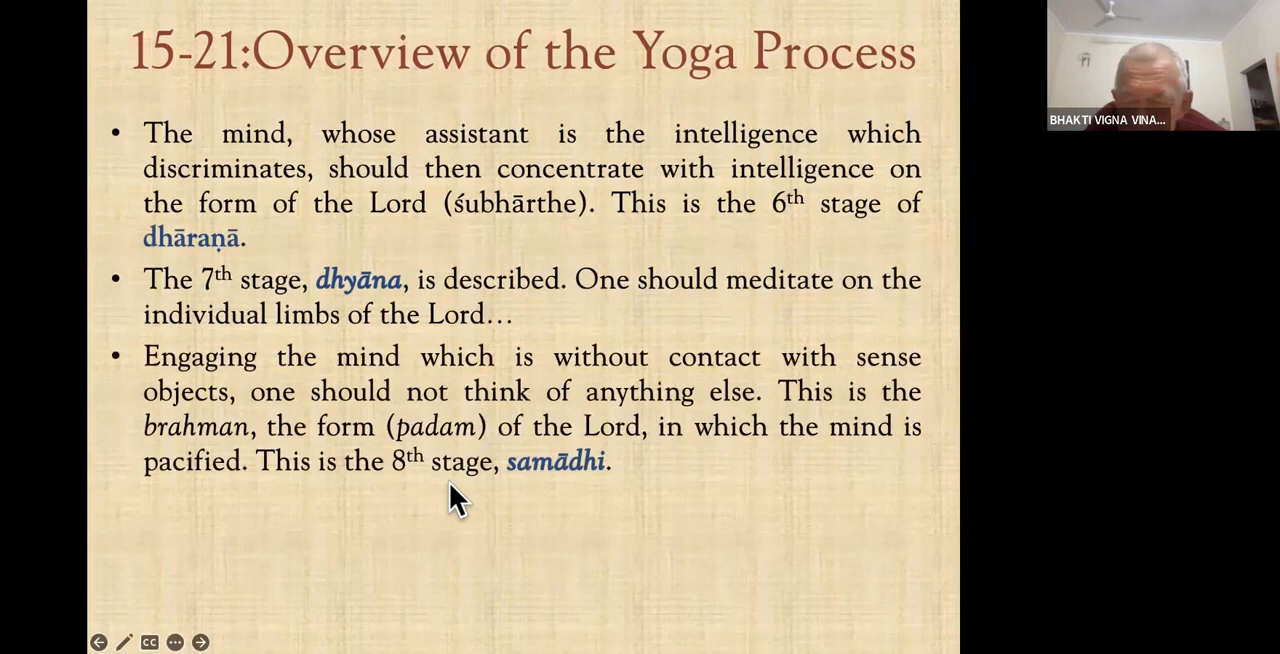 15-21:Overview of the Yoga Process
• The mind, whose assistant is the intelligence which
discriminates, should then concentrate with intelligence on
the form of the Lord (śubhārthe). This is the 6th stage of
dhāraṇā.
• The 7th stage, dhyāna, is described. One should meditate on the
individual limbs of the Lord…
• Engaging the mind which is without contact with sense
objects, one should not think of anything else. This is the
brahman, the form (padam) of the Lord, in which the mind is
pacified. This is the 8th stage, samādhi.
BHAKTI VIGNA VINA...
CC